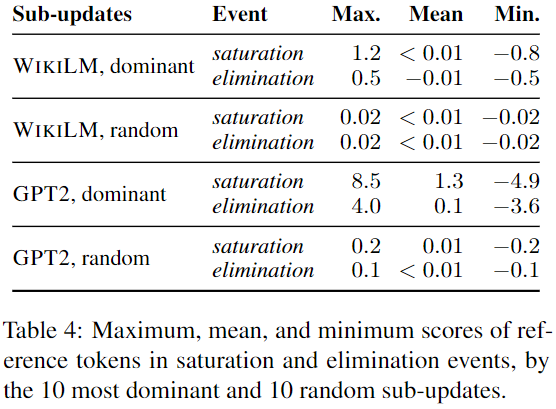 Sub-updates Event Max. Mean Min.
WIKILM, dominant saturation 1.2 < 0.01 −0.8
elimination 0.5 −0.01 −0.5
WIKILM, random saturation 0.02 < 0.01 −0.02
elimination 0.02 < 0.01 −0.02
GPT2, dominant saturation 8.5 1.3 −4.9
elimination 4.0 0.1 −3.6
GPT2, random saturation 0.2 0.01 −0.2
elimination 0.1 < 0.01 −0.1
Table 4: Maximum, mean, and minimum scores of ref-
erence tokens in saturation and elimination events, by
the 10 most dominant and 10 random sub-updates.